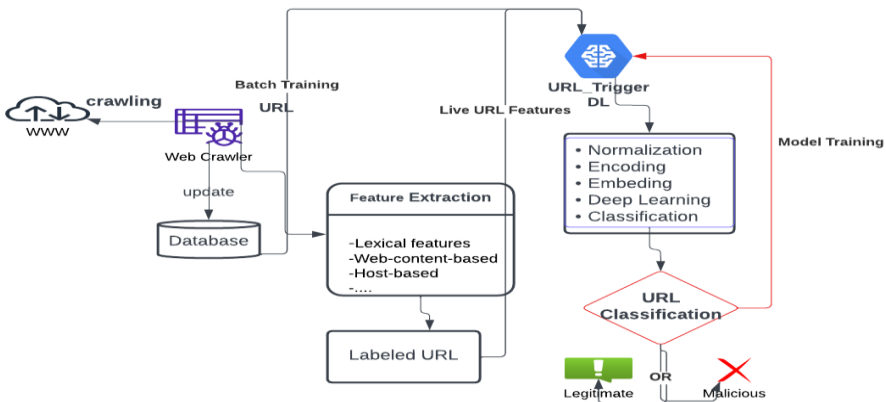 crawling
www
Web Crawler
update
Database
Batch Training
URL
Feature Extraction
-Lexical features
-Web-content-based
-Host-based
-....
Labeled URL
Live URL Features
URL_Trigger
DL
• Normalization
• Encoding
• Embeding
• Deep Learning
• Classification
Model Training
URL
Classification
OR
Legitimate
Malicious